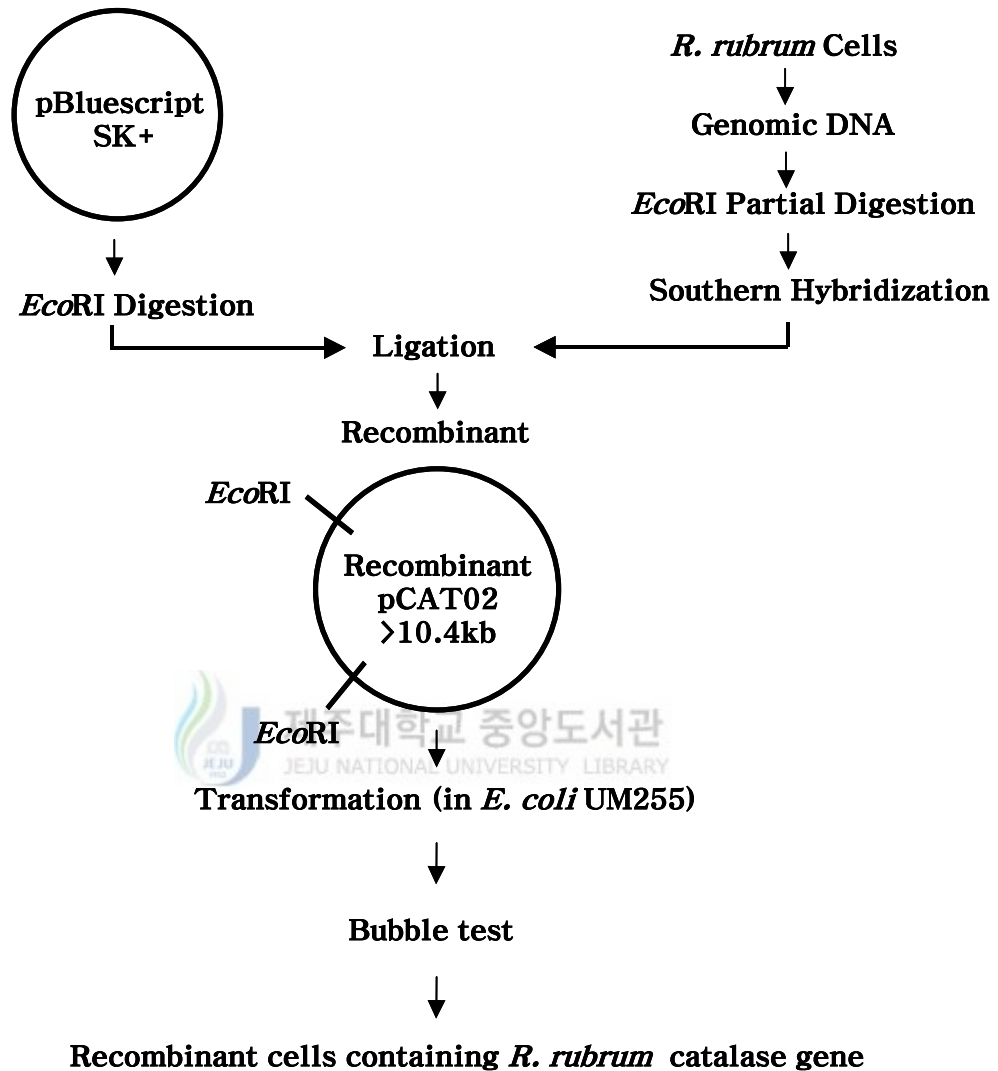 pBluescript
SK+
R. rubrum Cells
Genomic DNA
EcoRI Partial Digestion
EcoRI Digestion
Southern Hybridization
Ligation
Recombinant
EcoRI
Recombinant
pCAT02
>10.4kb
EcoRI
제주대학교 중앙도서관
JEJU
JEJU NATIONAL UNIVERSITY LIBRARY
Transformation (in E. coli UM255)
Bubble test
Recombinant cells containing R. rubrum catalase gene